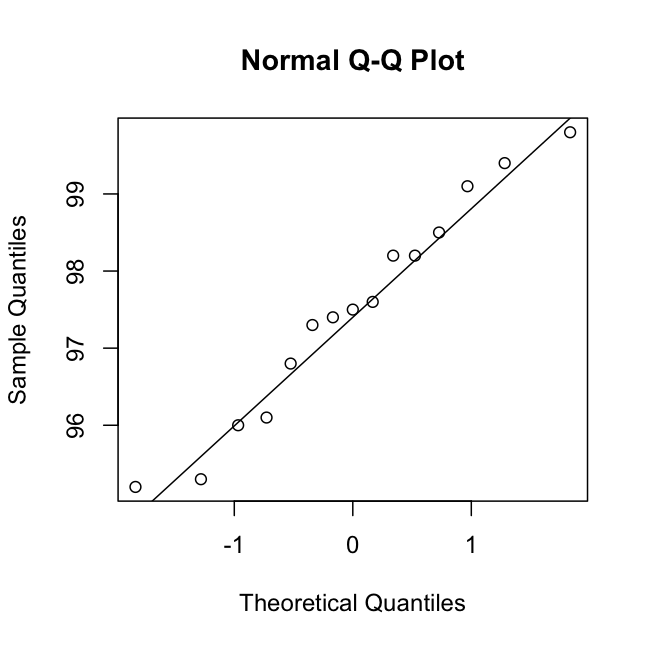 Normal Q-Q Plot
Sample Quantiles
99
98
97
96
-1 0 1
Theoretical Quantiles